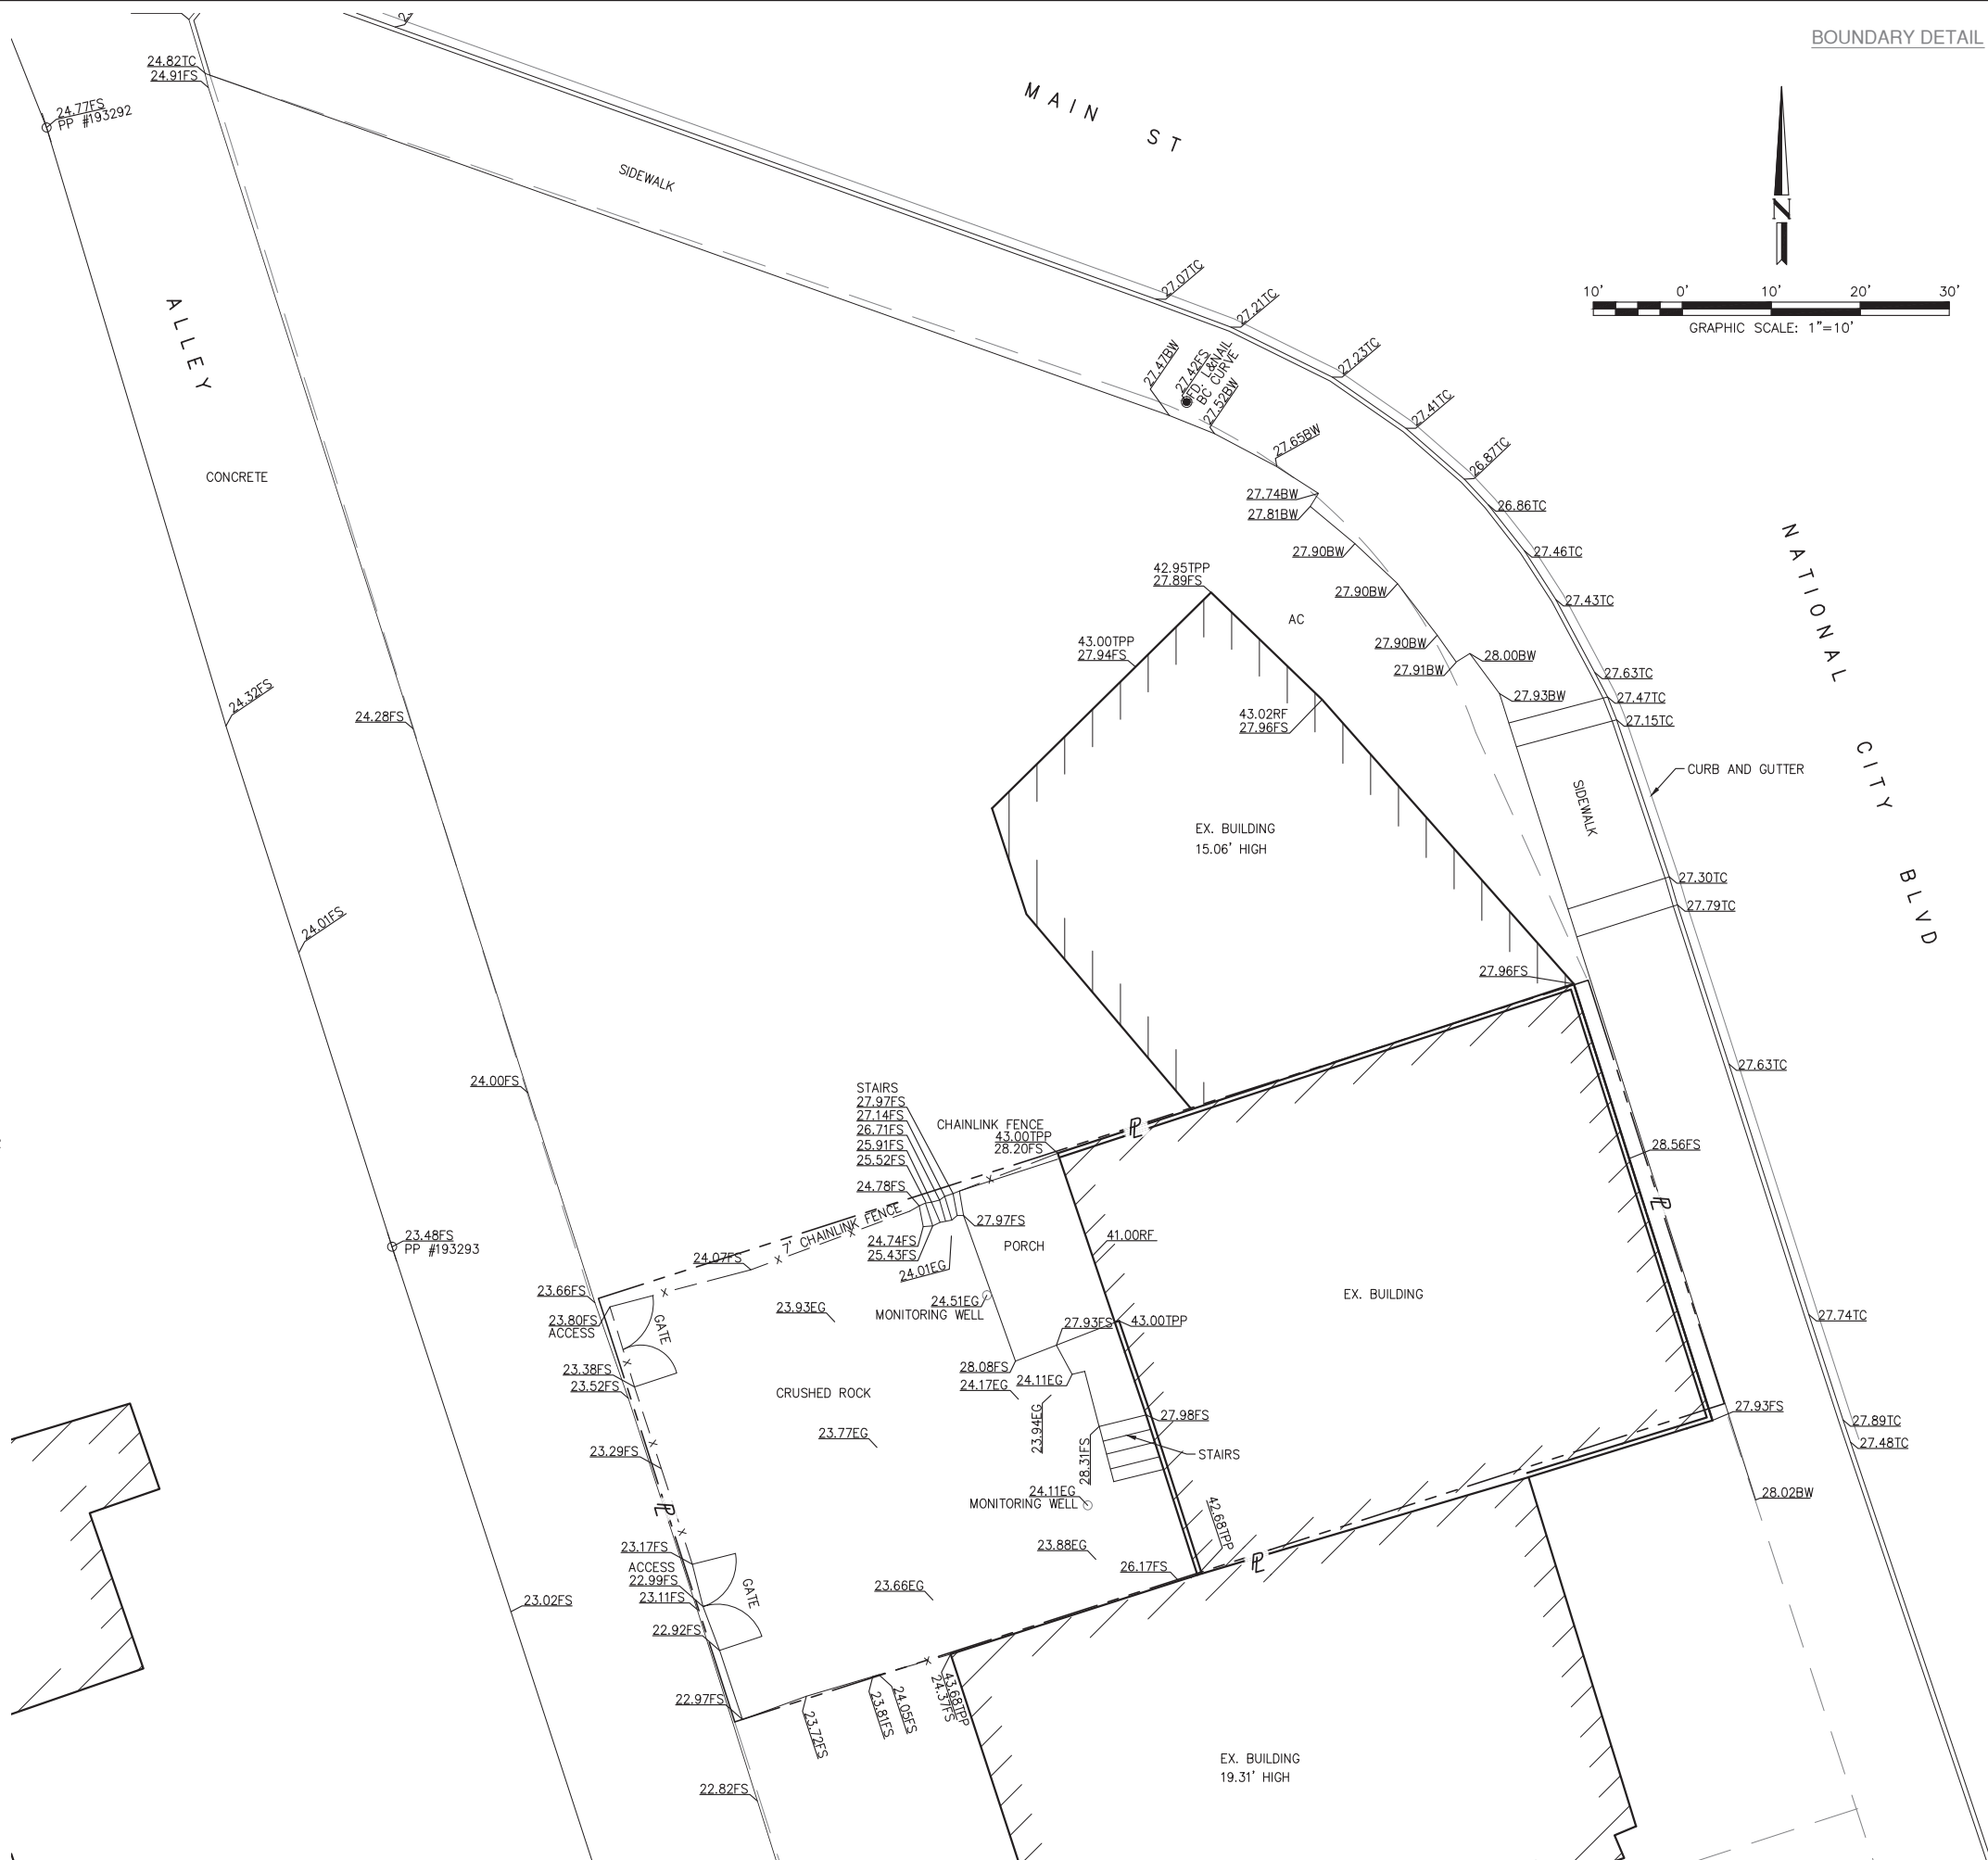 BOUNDARY DETAIL
24.82TC
24.91FS
24.77FS
PP #193292
MAIN ST
SIDEWALK
10' 0' 10' 20' 30'
GRAPHIC SCALE: 1"=10'
N
ALLEY
CONCRETE
27.07TC
27.21TC
27.23TC
27.41TC
26.87TC
26.86TC
27.46TC
27.43TC
27.63TC
27.47TC
27.15TC
27.47BW
27.42FS
FD. L&NAIL
BC CURVE
27.52BW
27.65BW
27.74BW
27.81BW
27.90BW
27.90BW
27.90BW
27.91BW
28.00BW
27.93BW
NATIONAL CITY BLVD
CURB AND GUTTER
SIDEWALK
42.95TPP
27.89FS
AC
43.00TPP
27.94FS
43.02RF
27.96FS
EX. BUILDING
15.06' HIGH
24.32FS
24.28FS
24.01FS
27.30TC
27.79TC
27.96FS
27.63TC
24.00FS
STAIRS
27.97FS
27.14FS
26.71FS
25.91FS
25.52FS
24.78FS
CHAINLINK FENCE
43.00TPP
28.20FS
PL
28.56FS
PL
7' CHAINLINK FENCE
24.74FS
25.43FS
24.01EG
27.97FS
PORCH
41.00RF
23.48FS
PP #193293
24.07FS
23.66FS
23.80FS
ACCESS
GATE
23.93EG
24.51EG
MONITORING WELL
27.93FS
43.00TPP
EX. BUILDING
27.74TC
23.38FS
23.52FS
CRUSHED ROCK
28.08FS
24.17EG
24.11EG
23.94EG
28.31FS
27.98FS
STAIRS
27.93FS
27.89TC
27.48TC
23.29FS
23.77EG
24.11EG
MONITORING WELL
28.02BW
PL
42.68TPP
23.17FS
ACCESS
22.99FS
23.11FS
GATE
22.92FS
23.88EG
26.17FS
PL
23.66EG
23.02FS
22.97FS
23.72FS
23.81FS
24.05FS
43.68TPP
24.37FS
22.82FS
EX. BUILDING
19.31' HIGH